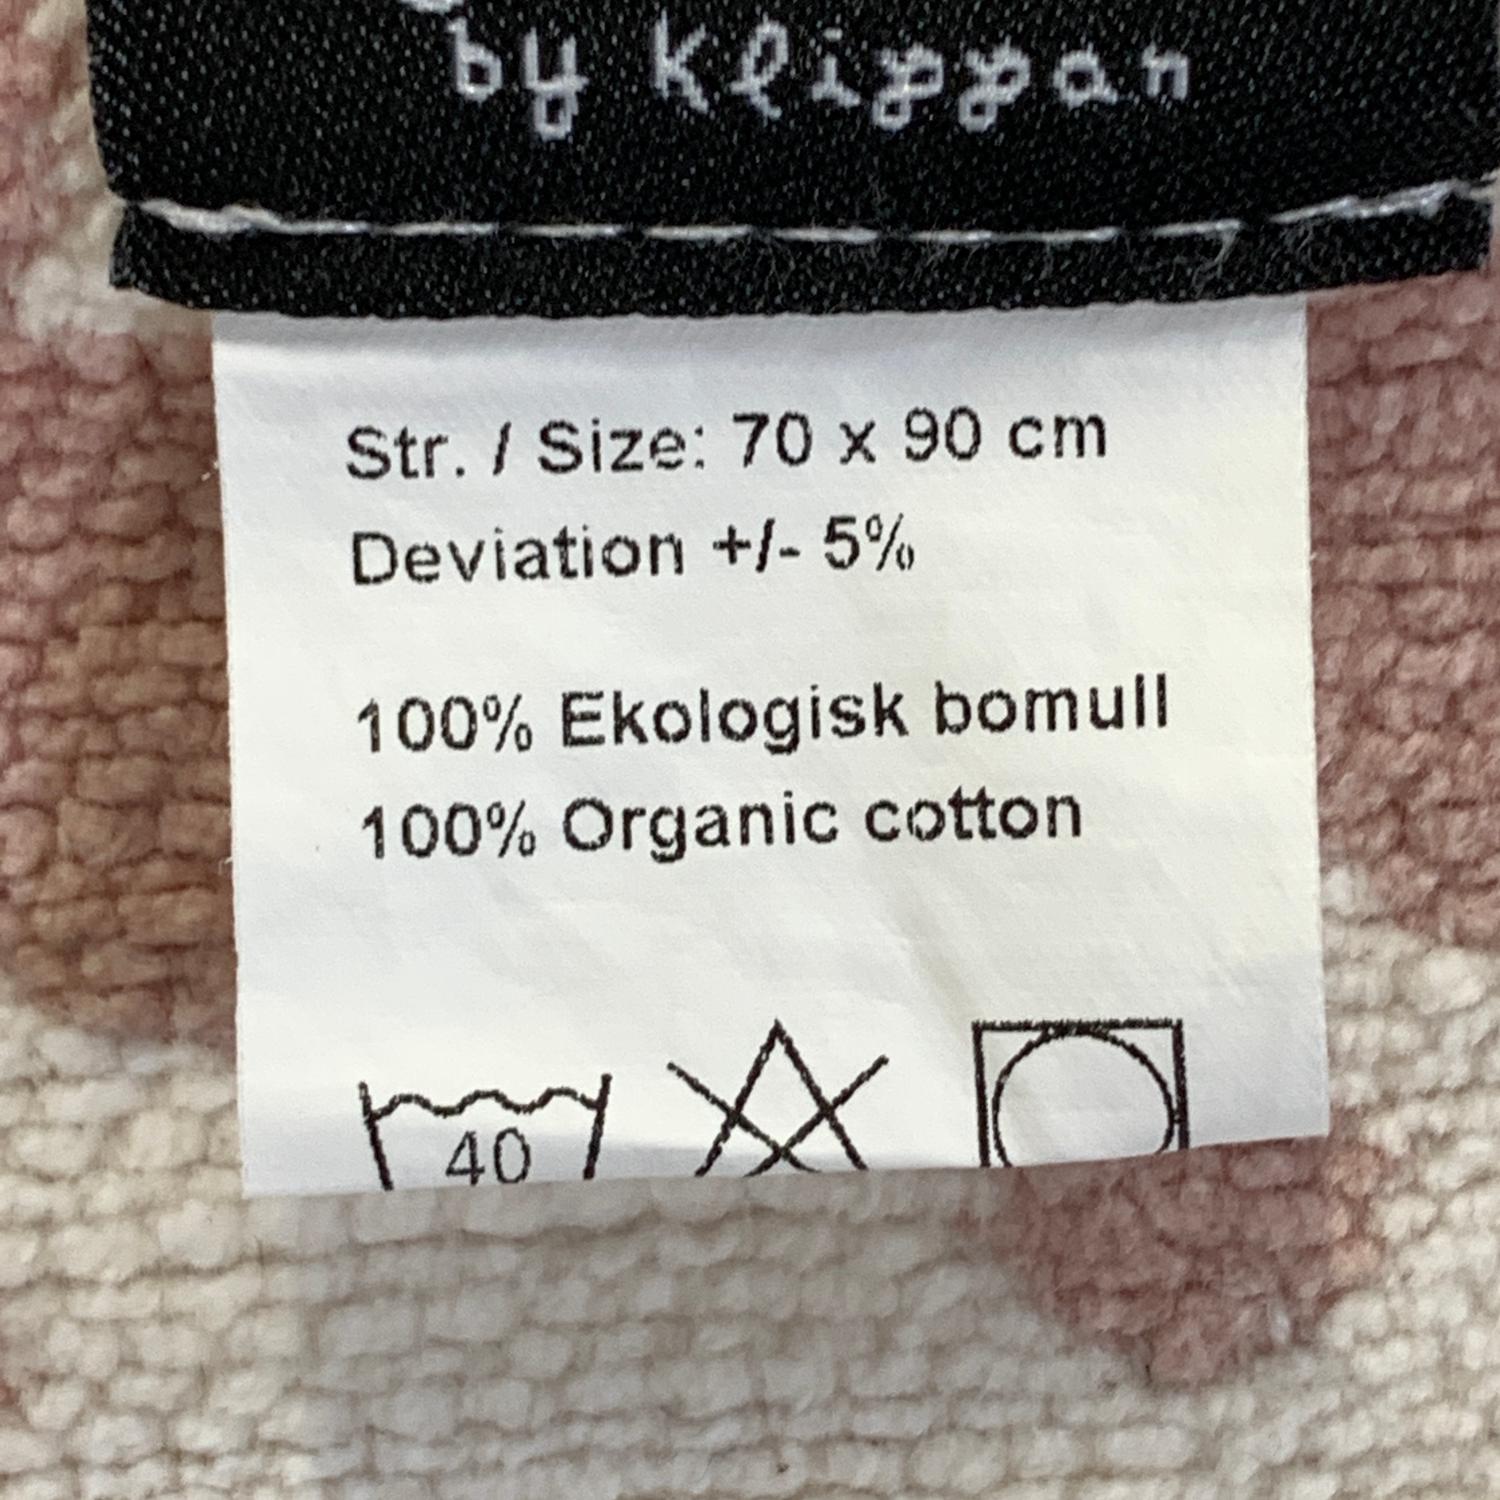 by Klippan
Str. / Size: 70 x 90 cm
Deviation +/- 5%
100% Ekologisk bomull
100% Organic cotton
40